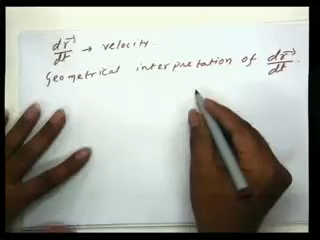 dr⃗/dt → velocity.
Geometrical interpretation of dr⃗/dt.